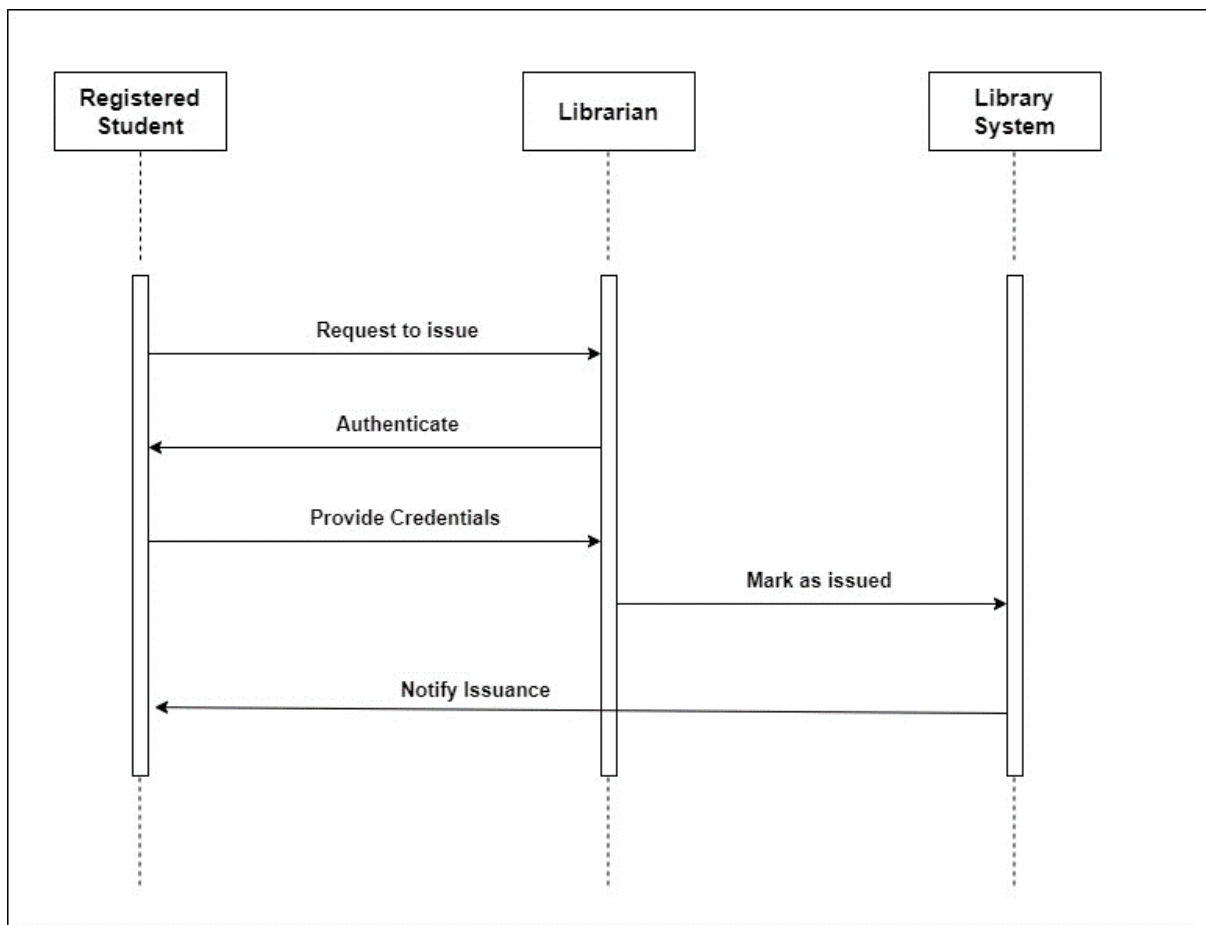 Registered
Student
Librarian
Library
System
Request to issue
Authenticate
Provide Credentials
Mark as issued
Notify Issuance